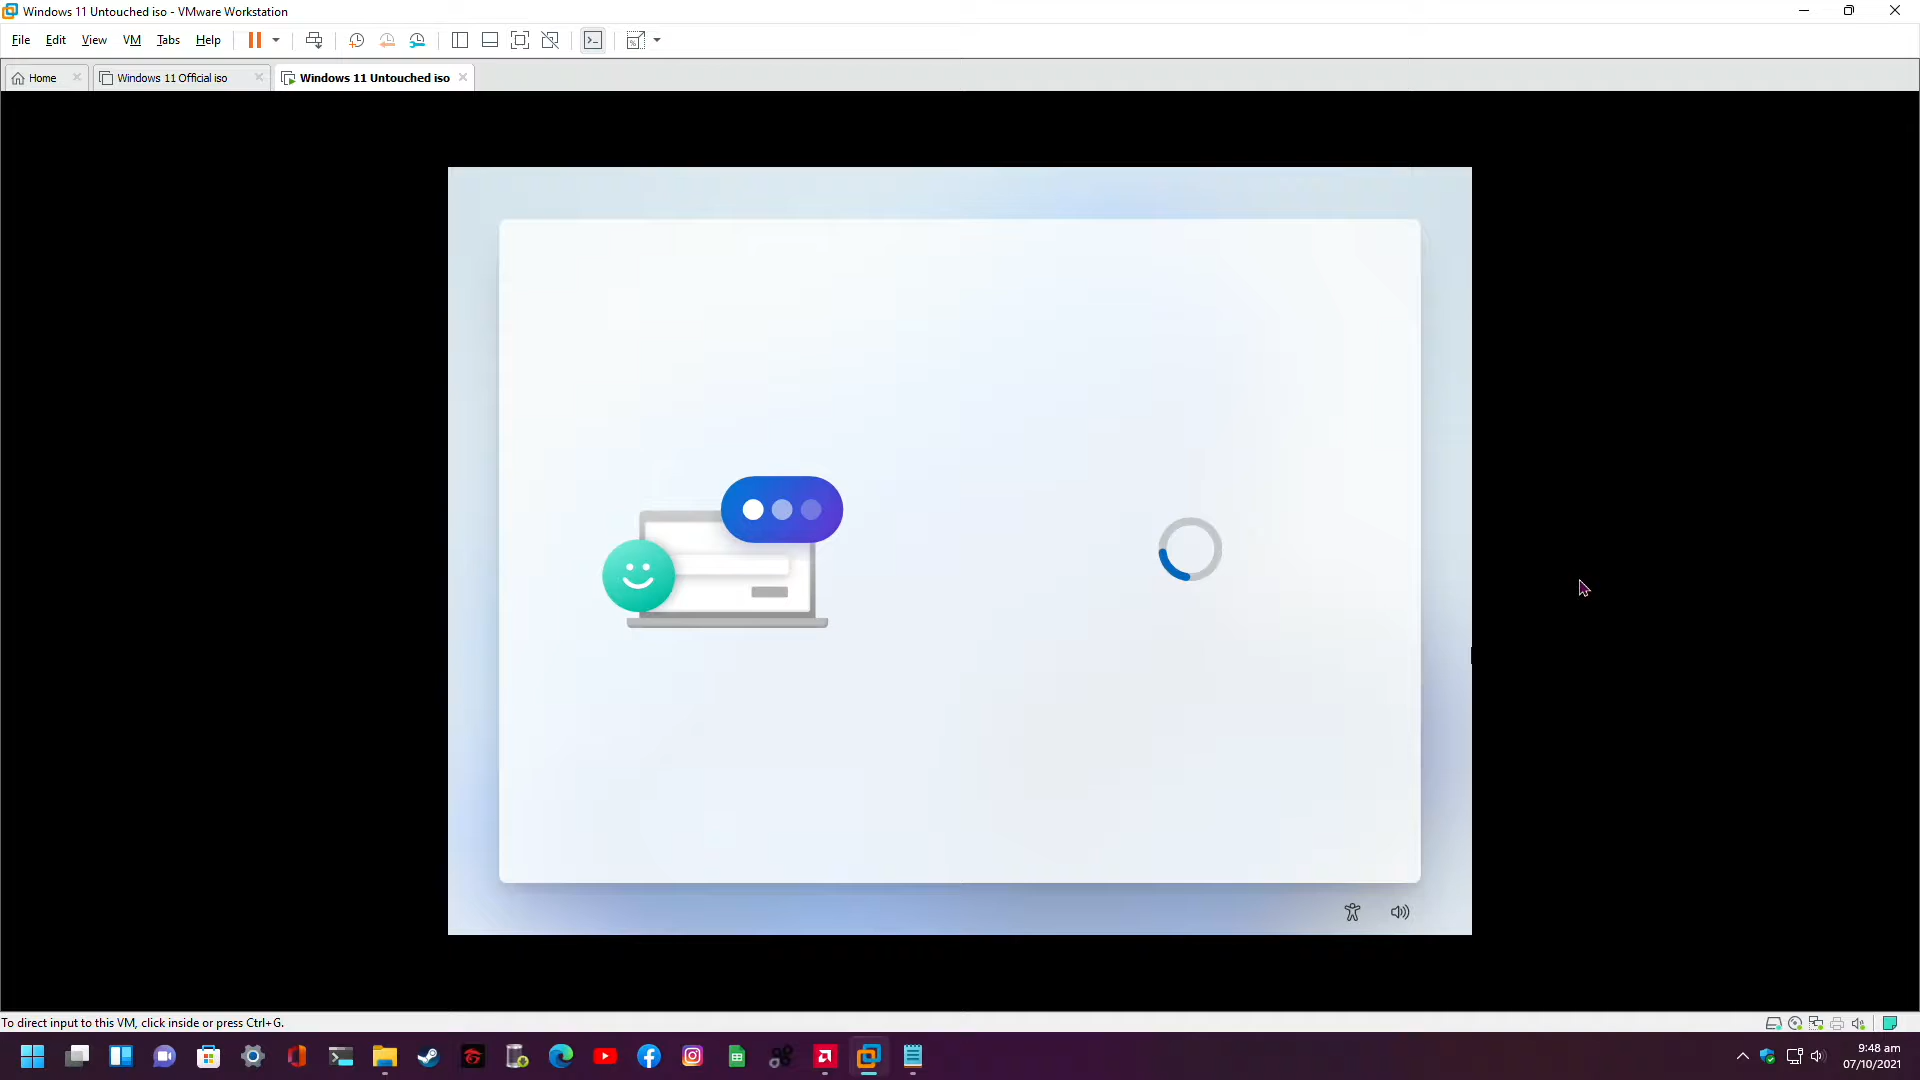 Windows 11 Untouched iso - VMware Workstation
File Edit View VM Tabs Help
Home Windows 11 Official iso Windows 11 Untouched iso
To direct input to this VM, click inside or press Ctrl+G.
9:48 am
07/10/2021